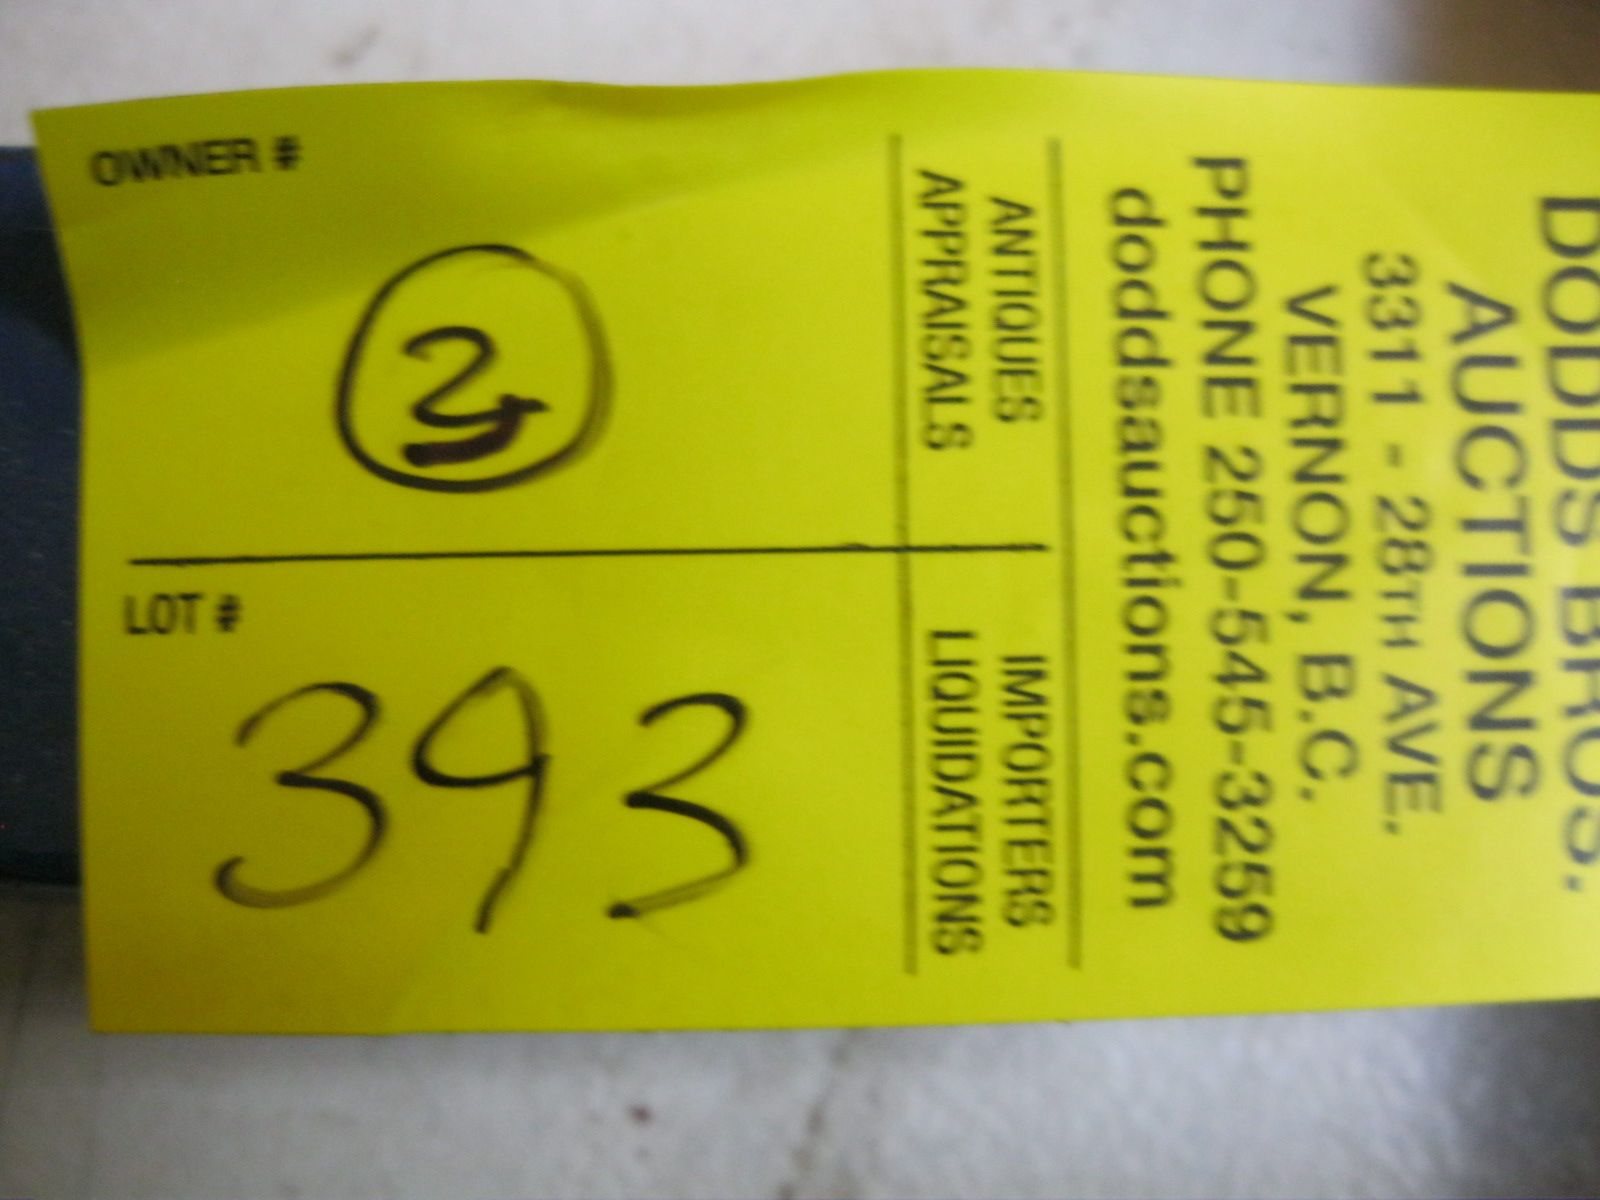 DODDS BROS.
AUCTIONS
3311 - 28TH AVE.
VERNON, B.C.
PHONE 250-545-3259
doddsauctions.com
ANTIQUES IMPORTERS
APPRAISALS LIQUIDATIONS
OWNER #
2
LOT #
393